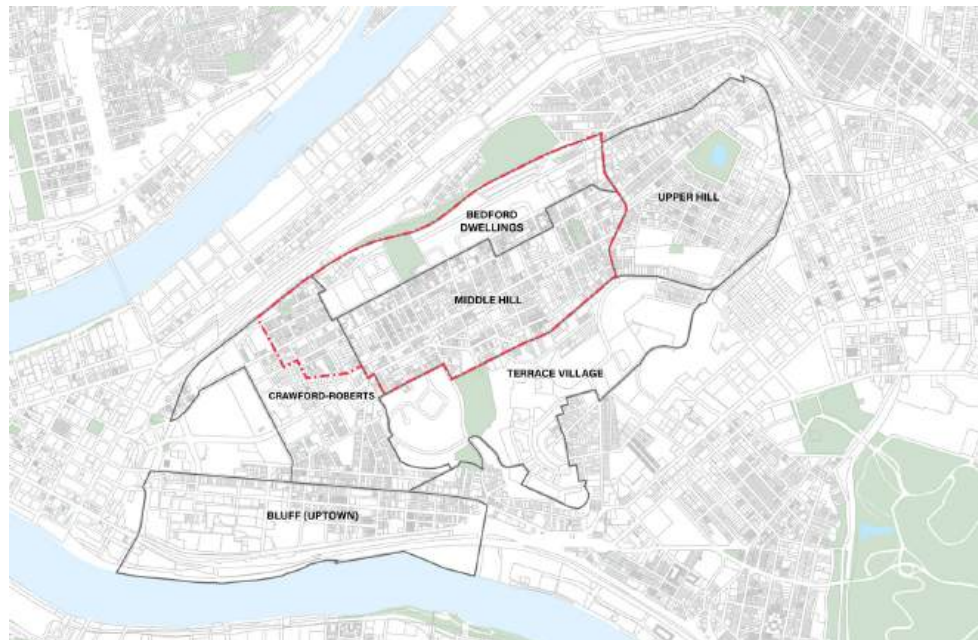 UPPER HILL
BEDFORD
DWELLINGS
MIDDLE HILL
TERRACE VILLAGE
CRAWFORD-ROBERTS
BLUFF (UPTOWN)